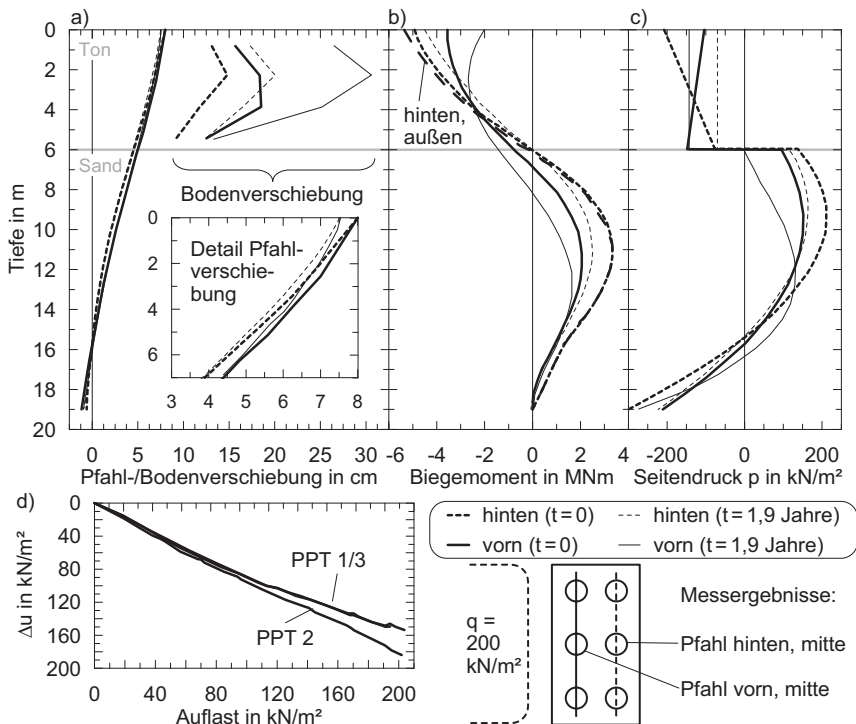 a)
b)
c)
0
2
4
6
8
10
12
14
16
18
20
Tiefe in m
Ton
Sand
Bodenverschiebung
Detail Pfahl-
verschie-
bung
0
2
4
6
3 4 5 6 7 8
hinten,
außen
0 5 10 15 20 25 30
Pfahl-/Bodenverschiebung in cm
-6 -4 -2 0 2 4
Biegemoment in MNm
-200 0 200
Seitendruck p in kN/m²
d)
0
40
80
120
160
200
Δu in kN/m²
PPT 1/3
PPT 2
0 40 80 120 160 200
Auflast in kN/m²
hinten (t=0)
hinten (t=1,9 Jahre)
vorn (t=0)
vorn (t=1,9 Jahre)
q =
200
kN/m²
Messergebnisse:
Pfahl hinten, mitte
Pfahl vorn, mitte